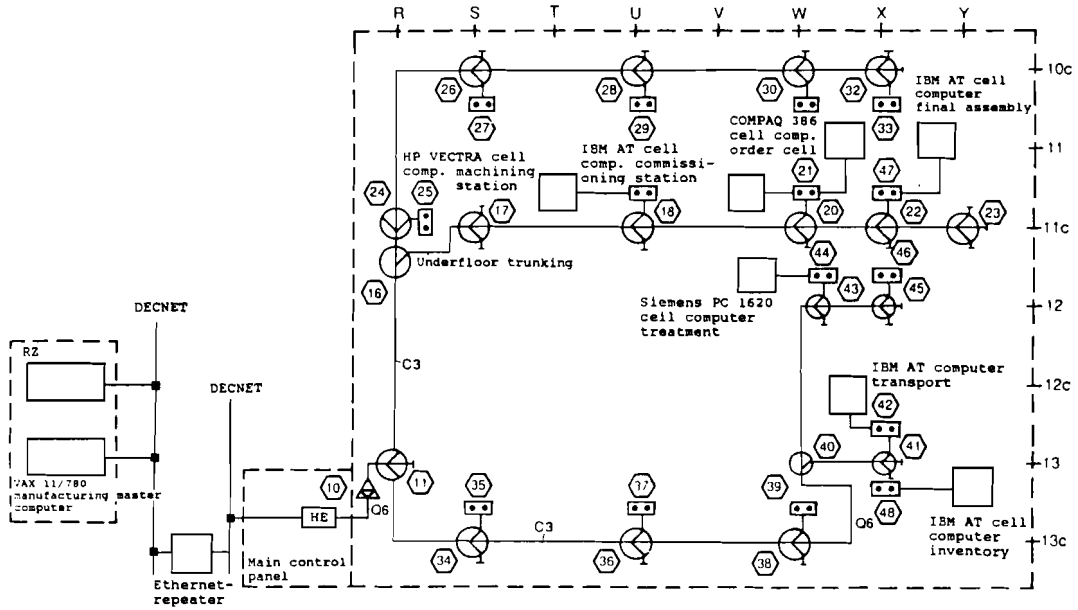 R S T U V W X Y
10c
26 28 30 32
IBM AT cell
computer
final assembly
27 29 COMPAQ 386
cell comp.
order cell 33
11
HP VECTRA cell
comp. machining
station
IBM AT cell
comp. commissi-
oning station
21 47
24 25 17 18 20 22 23
11c
Underfloor trunking
16 44 46
43 45
12
Siemens PC 1620
cell computer
treatment
DECNET
RZ
C3
IBM AT computer
transport
12c
DECNET
42
VAX 11/780
manufacturing master
computer
40 41
13
10 11 35 37 39 48
Q6
HE
C3
Q6
IBM AT cell
computer
inventory
13c
34 36 38
Main control
panel
Ethernet-
repeater